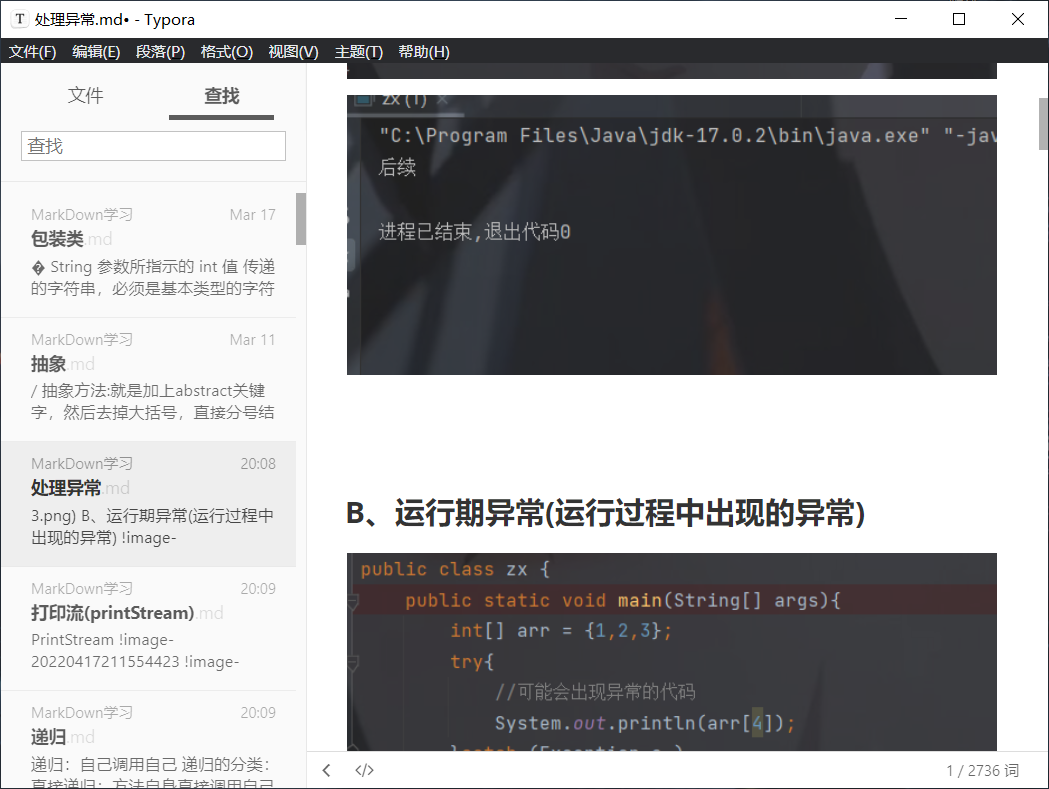 T 处理异常.md• - Typora
文件(F) 编辑(E) 段落(P) 格式(O) 视图(V) 主题(T) 帮助(H)
文件 查找
查找
MarkDown学习 Mar 17
包装类.md
� String 参数所指示的 int 值 传递
的字符串，必须是基本类型的字符
MarkDown学习 Mar 11
抽象.md
/ 抽象方法:就是加上abstract关键
字，然后去掉大括号，直接分号结
MarkDown学习 20:08
处理异常.md
3.png) B、运行期异常(运行过程中
出现的异常) !image-
MarkDown学习 20:09
打印流(printStream).md
PrintStream !image-
20220417211554423 !image-
MarkDown学习 20:09
递归.md
递归：自己调用自己 递归的分类：
直接递归：方法自身直接调用自己
zx (1) ×
"C:\Program Files\Java\jdk-17.0.2\bin\java.exe" "-jav
后续
进程已结束,退出代码0
B、运行期异常(运行过程中出现的异常)
public class zx {
public static void main(String[] args){
int[] arr = {1,2,3};
try{
//可能会出现异常的代码
System.out.println(arr[4]);
}catch (Exception e )
</> 1 / 2736 词